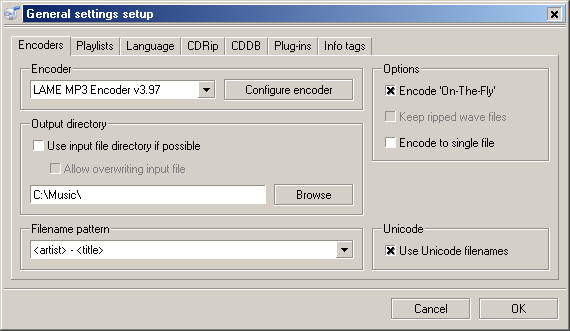 General settings setup
Encoders Playlists Language CDRip CDDB Plug-ins Info tags
Encoder
LAME MP3 Encoder v3.97 Configure encoder
Options
Encode 'On-The-Fly'
Keep ripped wave files
Encode to single file
Output directory
Use input file directory if possible
Allow overwriting input file
C:\Music\ Browse
Filename pattern
<artist> - <title>
Unicode
Use Unicode filenames
Cancel OK